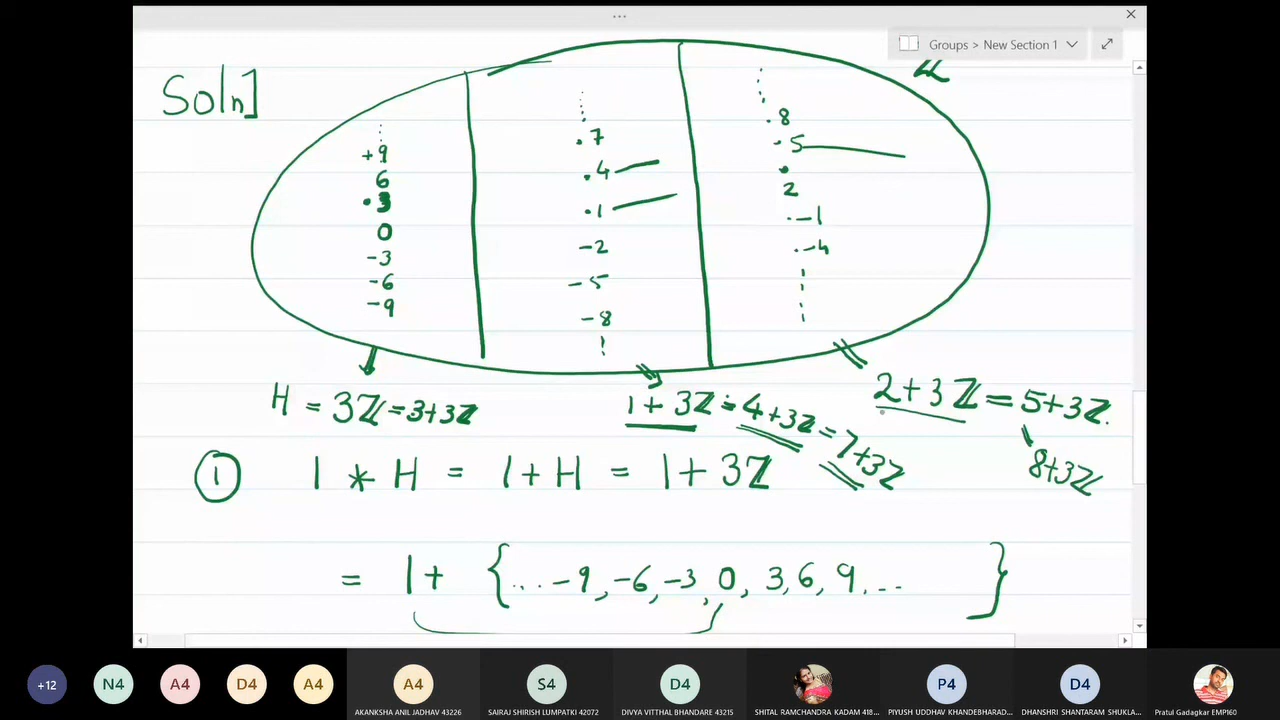 Groups > New Section 1
Soln]
Z
+9
6
3
0
-3
-6
-9
7
4
1
-2
-5
-8
8
5
2
-1
-4
H = 3Z = 3+3Z
1+3Z = 4+3Z = 7+3Z
2+3Z = 5+3Z.
8+3Z
① 1 * H = 1+H = 1+3Z
= 1+ {... -9, -6, -3, 0, 3, 6, 9, ... }
+12
N4
A4
D4
A4
A4
S4
D4
P4
D4
AKANKSHA ANIL JADHAV 43226
SAIRAJ SHIRISH LUMPATKI 42072
DIVYA VITTHAL BHANDARE 43215
SHITAL RAMCHANDRA KADAM 418...
PIYUSH UDDHAV KHANDEBHARAD...
DHANSHRI SHANTARAM SHUKLA...
Pratul Gadagkar EMPI60